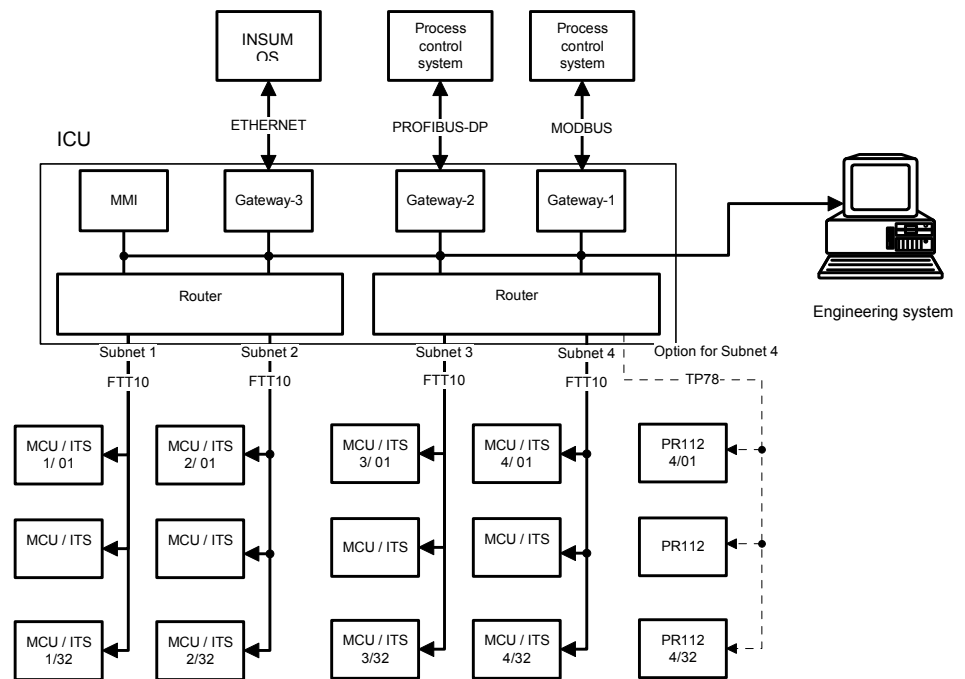 INSUM
OS
Process
control
system
Process
control
system
ETHERNET
PROFIBUS-DP
MODBUS
ICU
MMI
Gateway-3
Gateway-2
Gateway-1
Router
Router
Engineering system
Subnet 1
Subnet 2
Subnet 3
Subnet 4
Option for Subnet 4
FTT10
FTT10
FTT10
FTT10
TP78
MCU / ITS
1/ 01
MCU / ITS
2/ 01
MCU / ITS
3/ 01
MCU / ITS
4/ 01
PR112
4/01
MCU / ITS
MCU / ITS
MCU / ITS
MCU / ITS
PR112
MCU / ITS
1/32
MCU / ITS
2/32
MCU / ITS
3/32
MCU / ITS
4/32
PR112
4/32